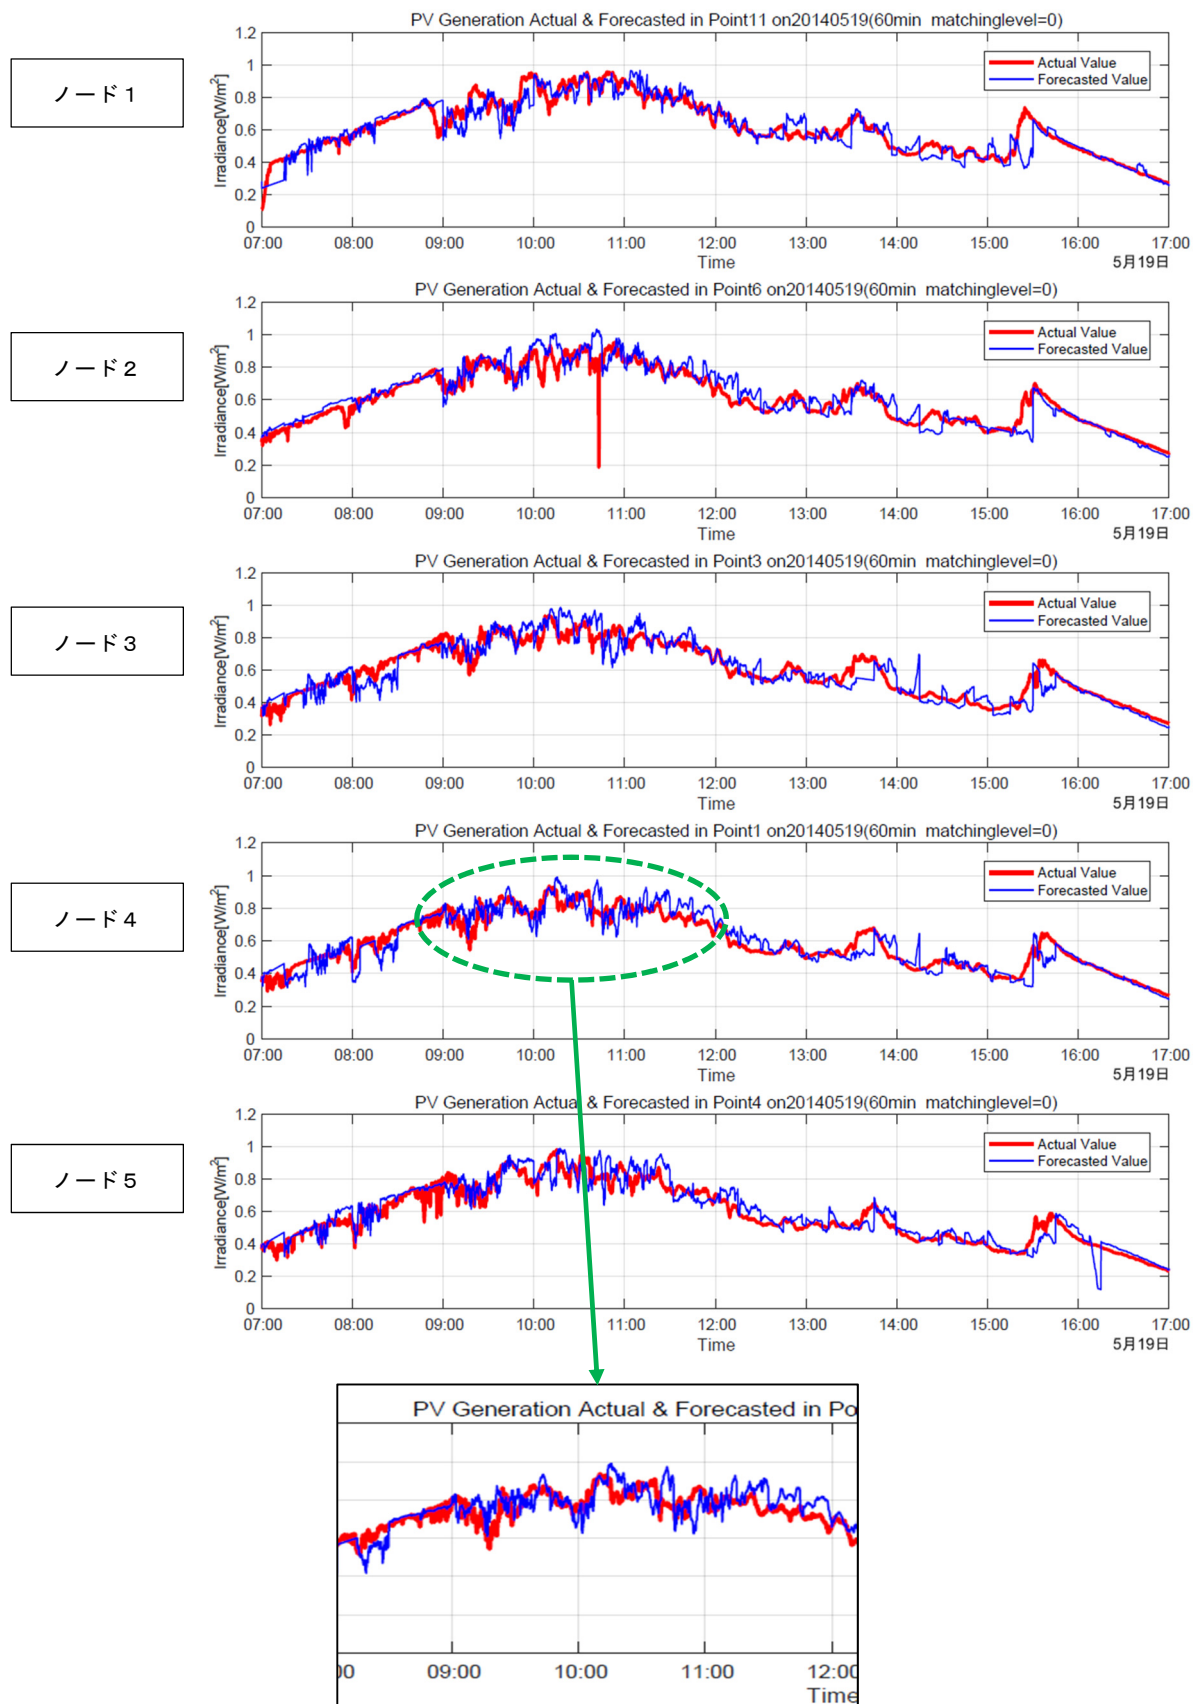 PV Generation Actual & Forecasted in Point11 on20140519(60min  matchinglevel=0)
ノード1
Irradiance[W/m²]
1.2
1
0.8
0.6
0.4
0.2
0
Actual Value
Forecasted Value
07:00 08:00 09:00 10:00 11:00 12:00 13:00 14:00 15:00 16:00 17:00
Time
5月19日
PV Generation Actual & Forecasted in Point6 on20140519(60min  matchinglevel=0)
ノード2
Irradiance[W/m²]
1.2
1
0.8
0.6
0.4
0.2
0
Actual Value
Forecasted Value
07:00 08:00 09:00 10:00 11:00 12:00 13:00 14:00 15:00 16:00 17:00
Time
5月19日
PV Generation Actual & Forecasted in Point3 on20140519(60min  matchinglevel=0)
ノード3
Irradiance[W/m²]
1.2
1
0.8
0.6
0.4
0.2
0
Actual Value
Forecasted Value
07:00 08:00 09:00 10:00 11:00 12:00 13:00 14:00 15:00 16:00 17:00
Time
5月19日
PV Generation Actual & Forecasted in Point1 on20140519(60min  matchinglevel=0)
ノード4
Irradiance[W/m²]
1.2
1
0.8
0.6
0.4
0.2
0
Actual Value
Forecasted Value
07:00 08:00 09:00 10:00 11:00 12:00 13:00 14:00 15:00 16:00 17:00
Time
5月19日
PV Generation Actual & Forecasted in Point4 on20140519(60min  matchinglevel=0)
ノード5
Irradiance[W/m²]
1.2
1
0.8
0.6
0.4
0.2
0
Actual Value
Forecasted Value
07:00 08:00 09:00 10:00 11:00 12:00 13:00 14:00 15:00 16:00 17:00
Time
5月19日
PV Generation Actual & Forecasted in Po
00 09:00 10:00 11:00 12:00
Time